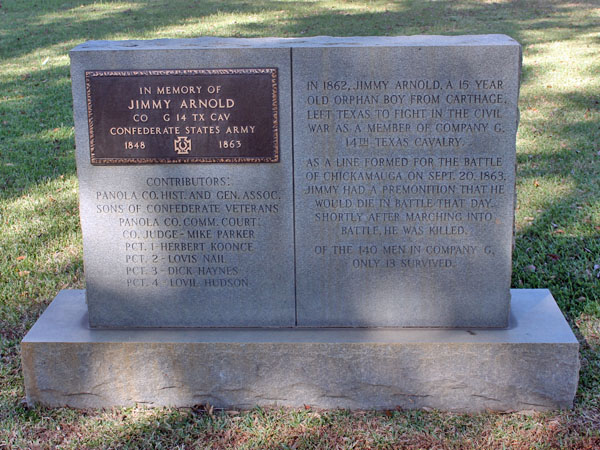 IN MEMORY OF
JIMMY ARNOLD
CO G 14 TX CAV
CONFEDERATE STATES ARMY
1848 1863
CONTRIBUTORS:
PANOLA CO. HIST. AND GEN. ASSOC.
SONS OF CONFEDERATE VETERANS
PANOLA CO. COMM. COURT:
CO. JUDGE - MIKE PARKER
PCT. 1 HERBERT KOONCE
PCT. 2 - LOVIS NAIL
PCT. 3 - DICK HAYNES
PCT. 4 - LOVIL HUDSON
IN 1862, JIMMY ARNOLD, A 15 YEAR
OLD ORPHAN BOY FROM CARTHAGE,
LEFT TEXAS TO FIGHT IN THE CIVIL
WAR AS A MEMBER OF COMPANY G,
14TH TEXAS CAVALRY.
AS A LINE FORMED FOR THE BATTLE
OF CHICKAMAUGA ON SEPT. 20, 1863,
JIMMY HAD A PREMONITION THAT HE
WOULD DIE IN BATTLE THAT DAY.
SHORTLY AFTER MARCHING INTO
BATTLE, HE WAS KILLED.
OF THE 140 MEN IN COMPANY G,
ONLY 13 SURVIVED.